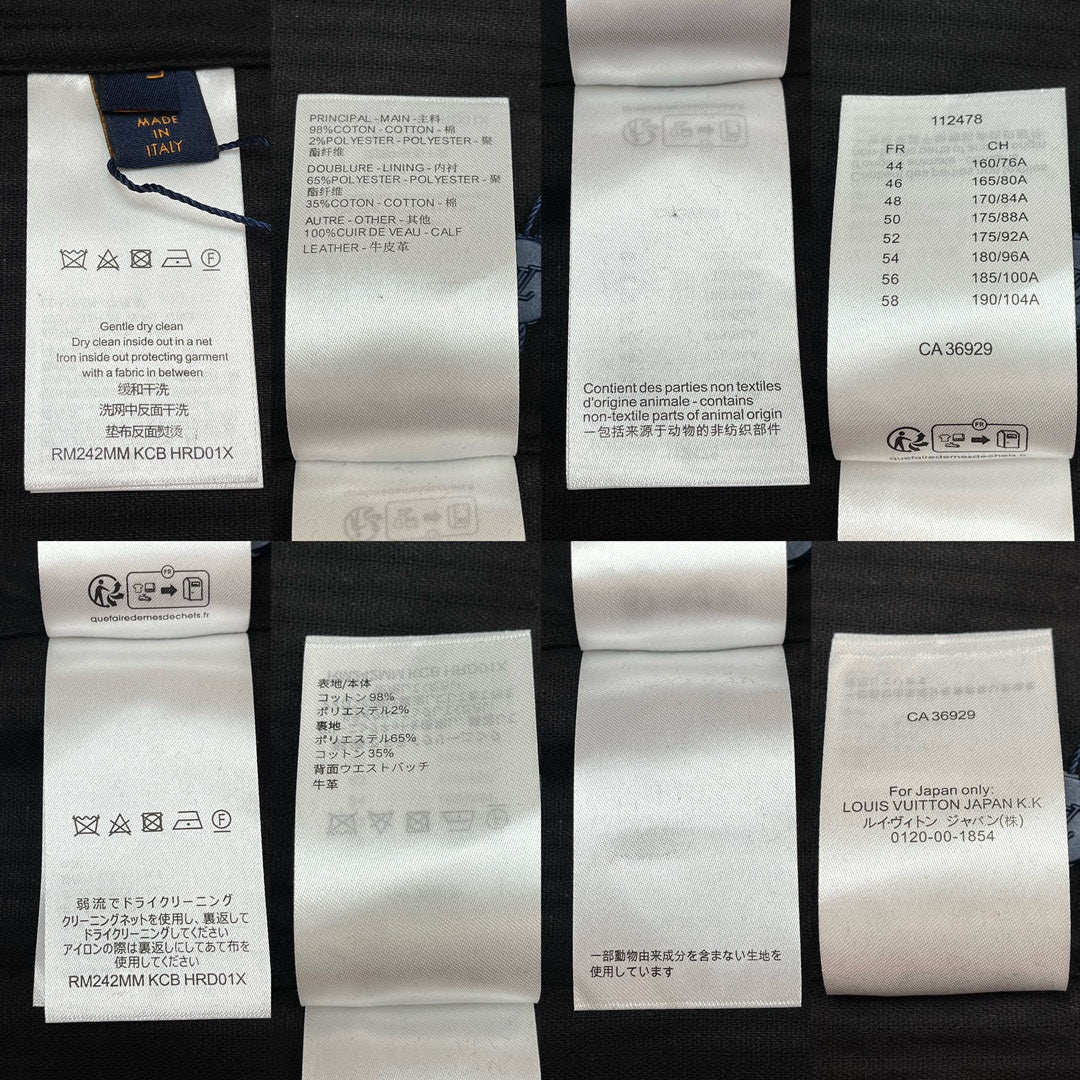 MADE
IN
ITALY
F
Gentle dry clean
Dry clean inside out in a net
Iron inside out protecting garment
with a fabric in between
缓和干洗
洗网中反面干洗
垫布反面熨烫
RM242MM KCB HRD01X
PRINCIPAL - MAIN - 主料
98%COTON - COTTON - 棉
2%POLYESTER - POLYESTER - 聚
酯纤维
DOUBLURE - LINING - 内衬
65%POLYESTER - POLYESTER - 聚
酯纤维
35%COTON - COTTON - 棉
AUTRE - OTHER - 其他
100%CUIR DE VEAU - CALF
LEATHER - 牛皮革
Contient des parties non textiles
d'origine animale - contains
non-textile parts of animal origin
一包括来源于动物的非纺织部件
112478
FR CH
44 160/76A
46 165/80A
48 170/84A
50 175/88A
52 175/92A
54 180/96A
56 185/100A
58 190/104A
CA 36929
FR
quefairedemesdechets.fr
FR
quefairedemesdechets.fr
F
弱流でドライクリーニング
クリーニングネットを使用し、裏返して
ドライクリーニングしてください
アイロンの際は裏返しにしてあて布を
使用してください
RM242MM KCB HRD01X
表地/本体
コットン98%
ポリエステル2%
裏地
ポリエステル65%
コットン35%
背面ウエストパッチ
牛革
一部動物由来成分を含まない生地を
使用しています
CA 36929
For Japan only:
LOUIS VUITTON JAPAN K.K
ルイ・ヴィトン ジャパン(株)
0120-00-1854